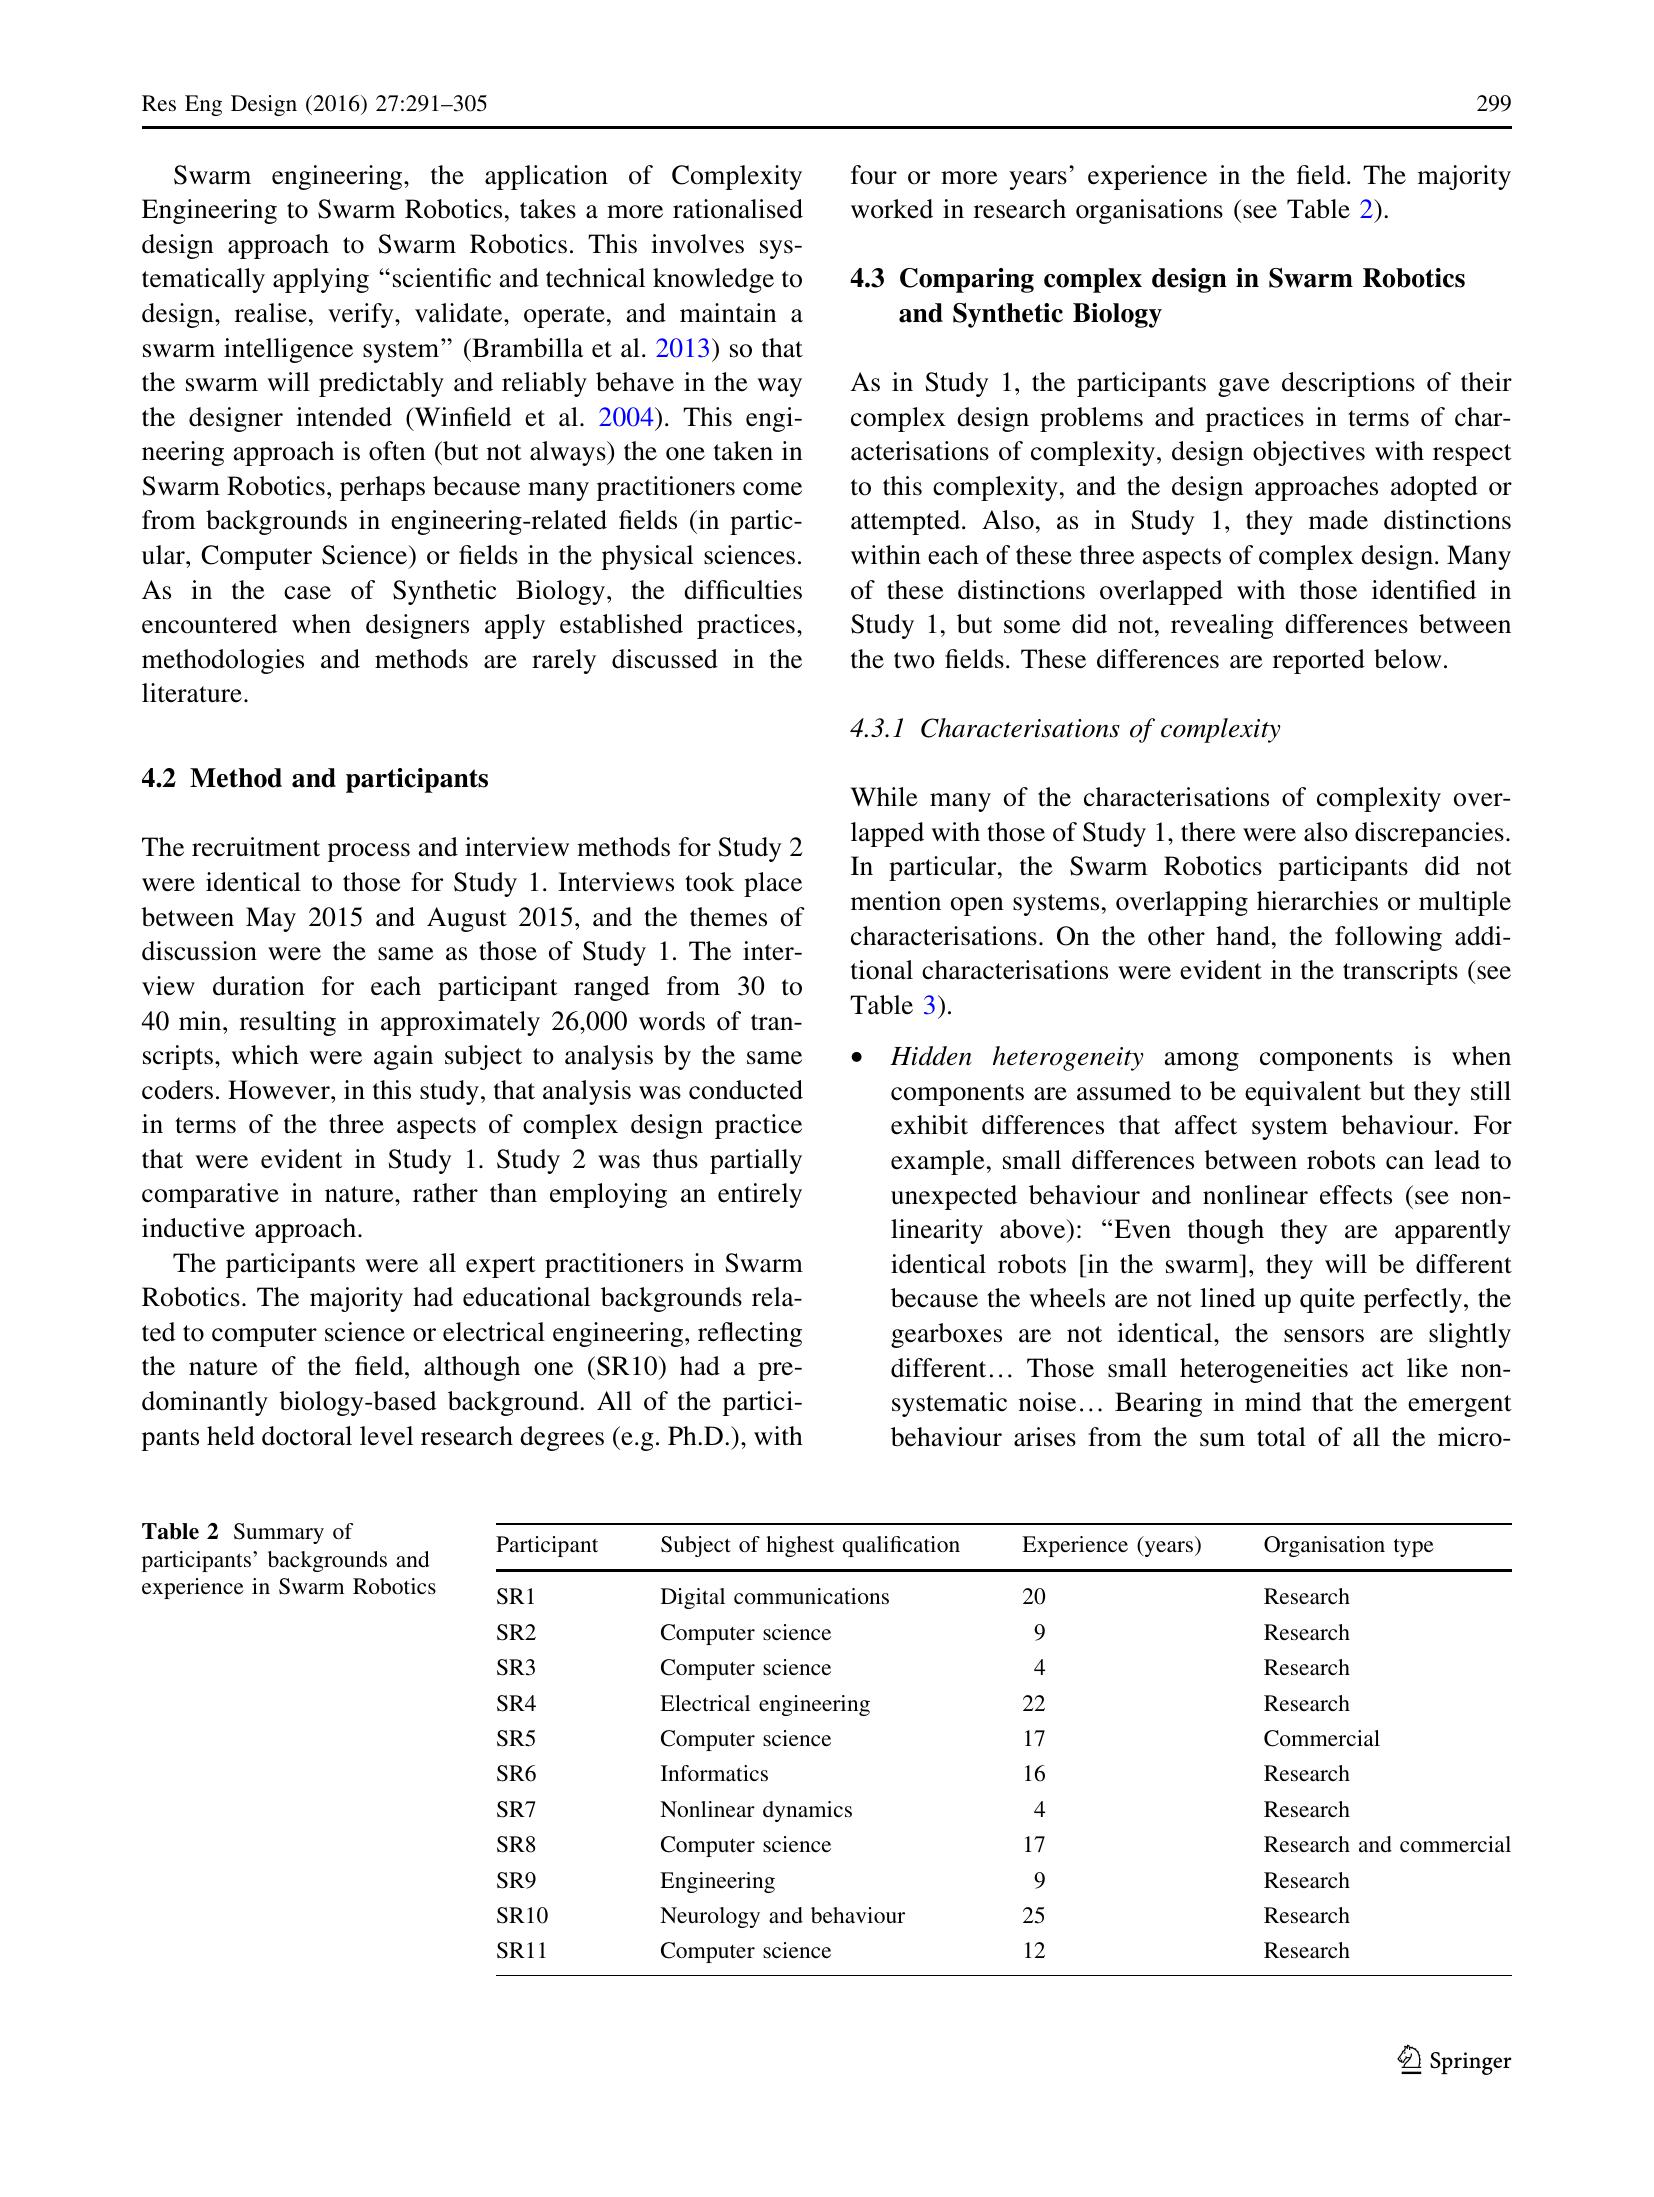 Res Eng Design (2016) 27:291–305
299
Swarm engineering, the application of Complexity
Engineering to Swarm Robotics, takes a more rationalised
design approach to Swarm Robotics. This involves sys-
tematically applying “scientific and technical knowledge to
design, realise, verify, validate, operate, and maintain a
swarm intelligence system” (Brambilla et al. 2013) so that
the swarm will predictably and reliably behave in the way
the designer intended (Winfield et al. 2004). This engi-
neering approach is often (but not always) the one taken in
Swarm Robotics, perhaps because many practitioners come
from backgrounds in engineering-related fields (in partic-
ular, Computer Science) or fields in the physical sciences.
As in the case of Synthetic Biology, the difficulties
encountered when designers apply established practices,
methodologies and methods are rarely discussed in the
literature.
4.2 Method and participants
The recruitment process and interview methods for Study 2
were identical to those for Study 1. Interviews took place
between May 2015 and August 2015, and the themes of
discussion were the same as those of Study 1. The inter-
view duration for each participant ranged from 30 to
40 min, resulting in approximately 26,000 words of tran-
scripts, which were again subject to analysis by the same
coders. However, in this study, that analysis was conducted
in terms of the three aspects of complex design practice
that were evident in Study 1. Study 2 was thus partially
comparative in nature, rather than employing an entirely
inductive approach.
The participants were all expert practitioners in Swarm
Robotics. The majority had educational backgrounds rela-
ted to computer science or electrical engineering, reflecting
the nature of the field, although one (SR10) had a pre-
dominantly biology-based background. All of the partici-
pants held doctoral level research degrees (e.g. Ph.D.), with
four or more years’ experience in the field. The majority
worked in research organisations (see Table 2).
4.3 Comparing complex design in Swarm Robotics
and Synthetic Biology
As in Study 1, the participants gave descriptions of their
complex design problems and practices in terms of char-
acterisations of complexity, design objectives with respect
to this complexity, and the design approaches adopted or
attempted. Also, as in Study 1, they made distinctions
within each of these three aspects of complex design. Many
of these distinctions overlapped with those identified in
Study 1, but some did not, revealing differences between
the two fields. These differences are reported below.
4.3.1 Characterisations of complexity
While many of the characterisations of complexity over-
lapped with those of Study 1, there were also discrepancies.
In particular, the Swarm Robotics participants did not
mention open systems, overlapping hierarchies or multiple
characterisations. On the other hand, the following addi-
tional characterisations were evident in the transcripts (see
Table 3).
• Hidden heterogeneity among components is when
components are assumed to be equivalent but they still
exhibit differences that affect system behaviour. For
example, small differences between robots can lead to
unexpected behaviour and nonlinear effects (see non-
linearity above): “Even though they are apparently
identical robots [in the swarm], they will be different
because the wheels are not lined up quite perfectly, the
gearboxes are not identical, the sensors are slightly
different… Those small heterogeneities act like non-
systematic noise… Bearing in mind that the emergent
behaviour arises from the sum total of all the micro-
Table 2 Summary of
participants’ backgrounds and
experience in Swarm Robotics
Participant Subject of highest qualification Experience (years) Organisation type
SR1 Digital communications 20 Research
SR2 Computer science 9 Research
SR3 Computer science 4 Research
SR4 Electrical engineering 22 Research
SR5 Computer science 17 Commercial
SR6 Informatics 16 Research
SR7 Nonlinear dynamics 4 Research
SR8 Computer science 17 Research and commercial
SR9 Engineering 9 Research
SR10 Neurology and behaviour 25 Research
SR11 Computer science 12 Research
Springer